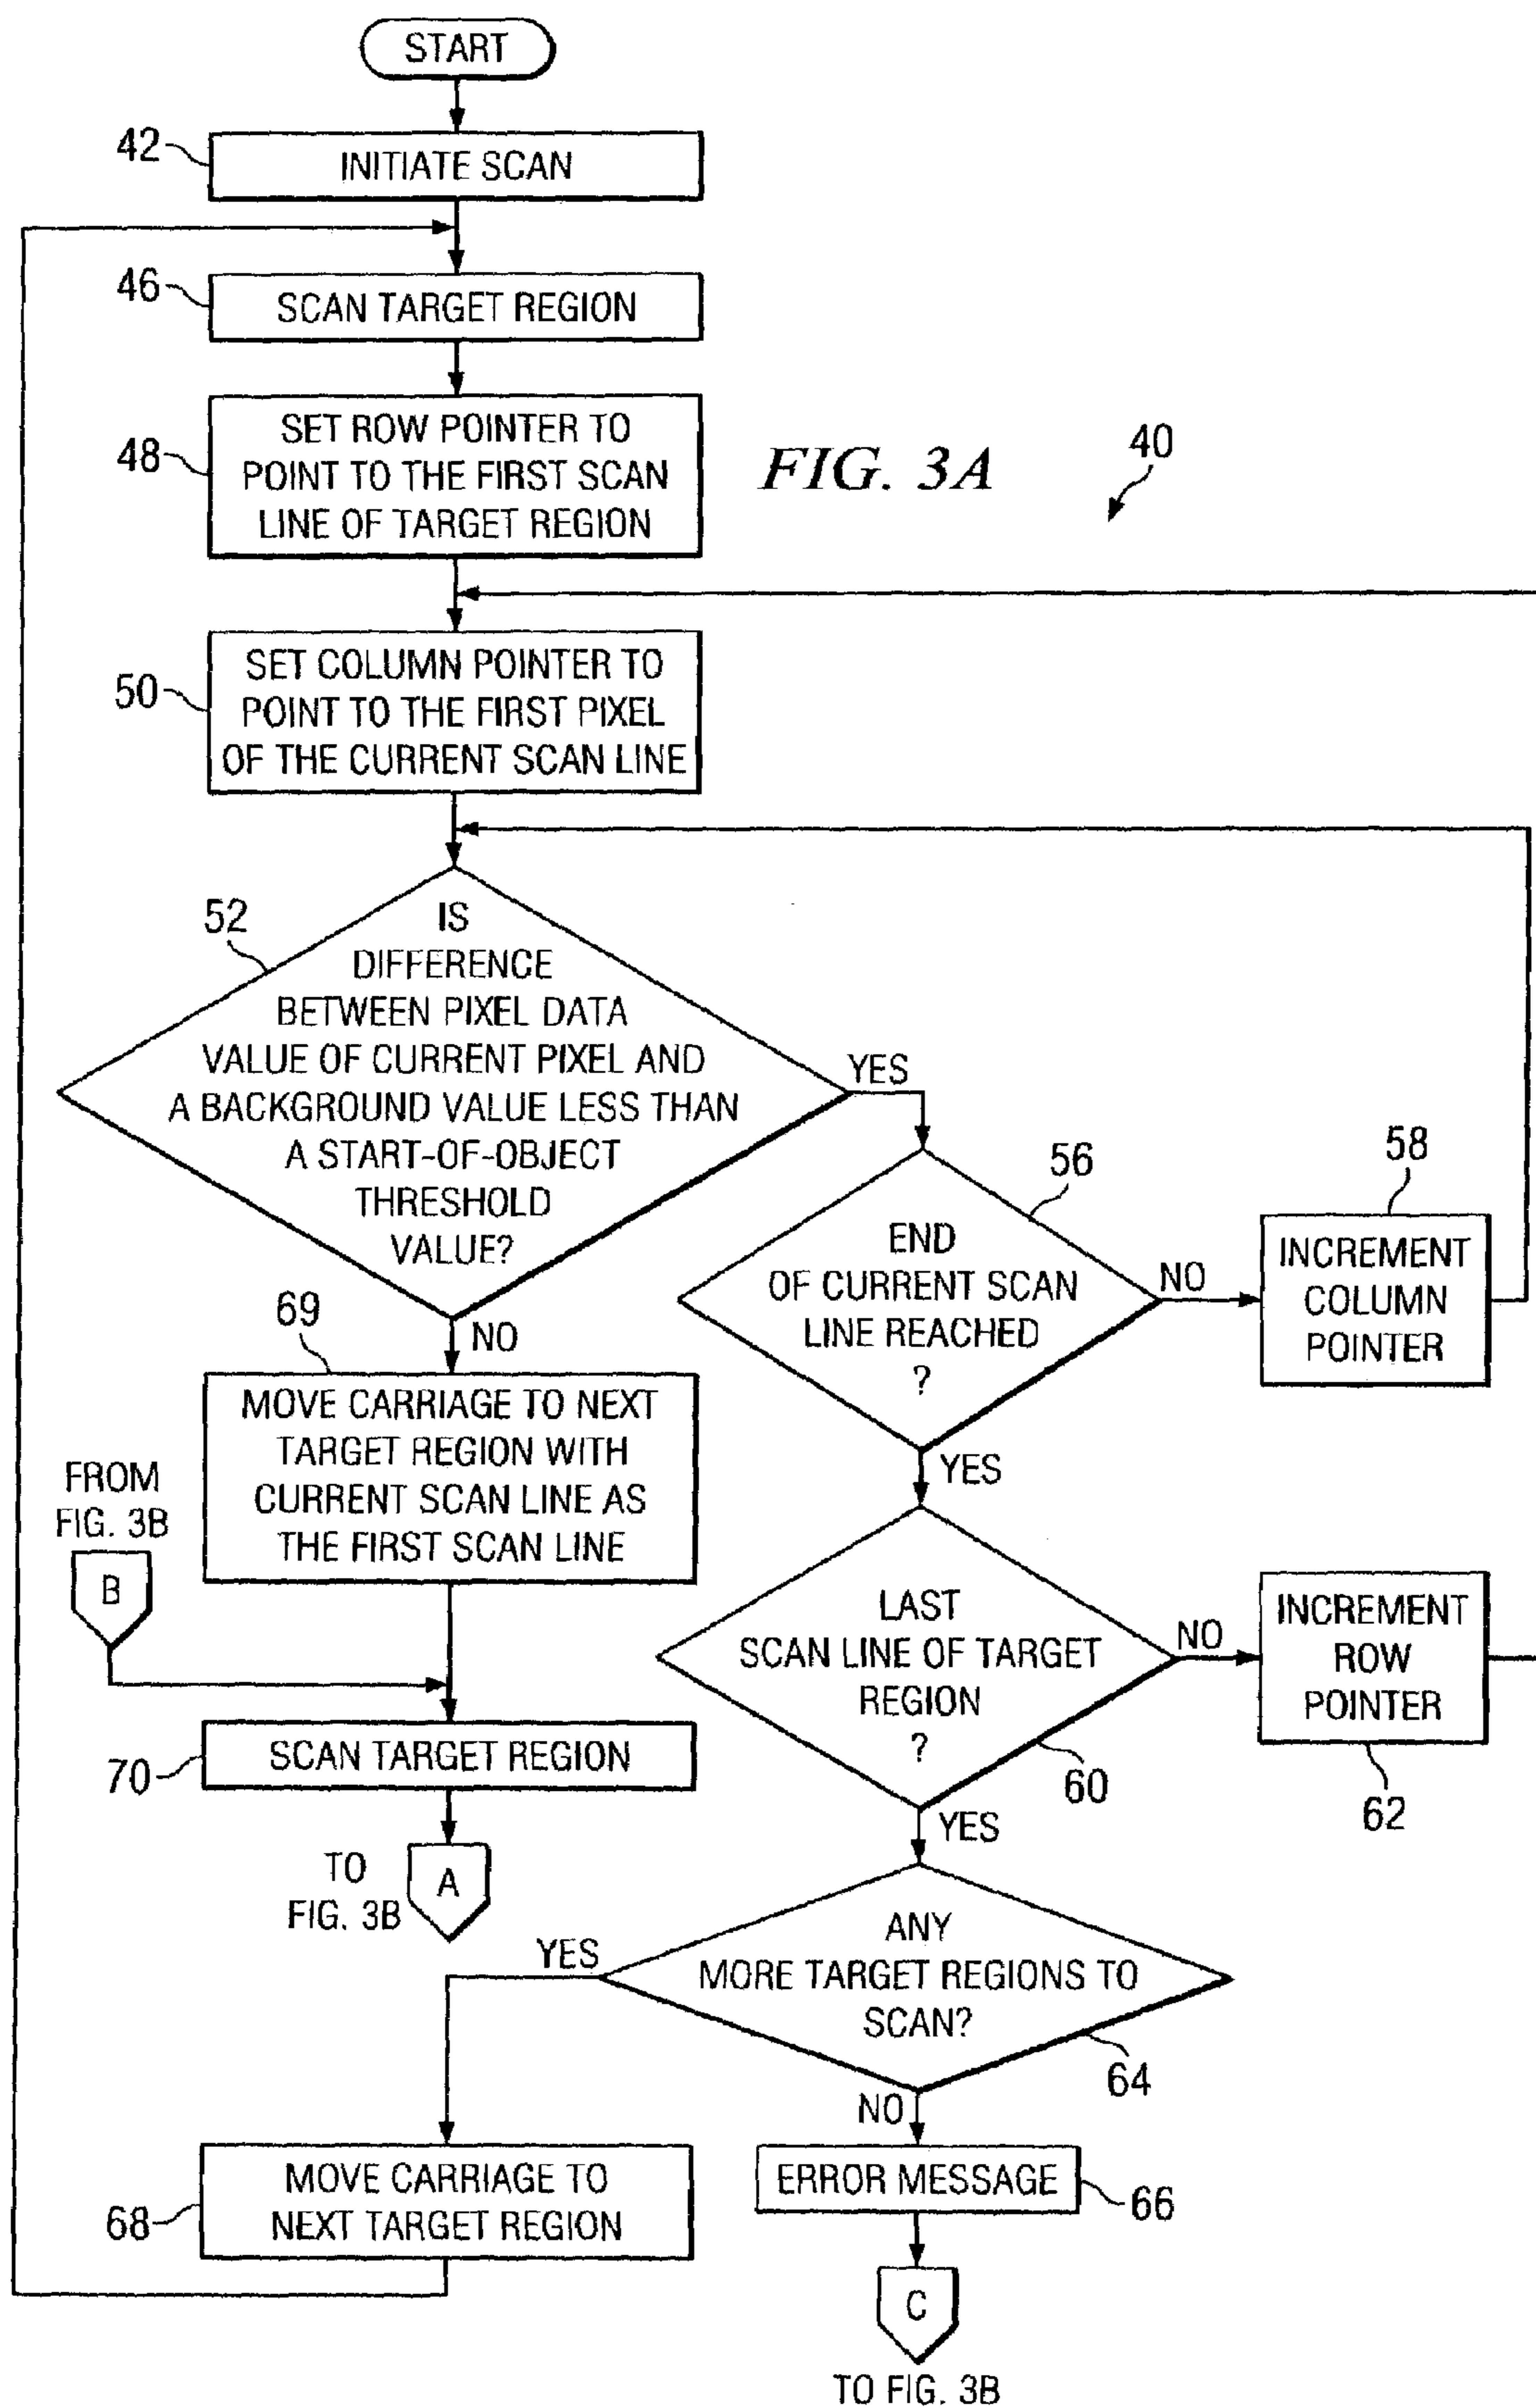 START
42
INITIATE SCAN
46
SCAN TARGET REGION
48
SET ROW POINTER TO
POINT TO THE FIRST SCAN
LINE OF TARGET REGION
FIG. 3A
40
50
SET COLUMN POINTER TO
POINT TO THE FIRST PIXEL
OF THE CURRENT SCAN LINE
52
IS
DIFFERENCE
BETWEEN PIXEL DATA
VALUE OF CURRENT PIXEL AND
A BACKGROUND VALUE LESS THAN
A START-OF-OBJECT
THRESHOLD
VALUE?
YES
NO
56
END
OF CURRENT SCAN
LINE REACHED
?
NO
YES
58
INCREMENT
COLUMN
POINTER
69
MOVE CARRIAGE TO NEXT
TARGET REGION WITH
CURRENT SCAN LINE AS
THE FIRST SCAN LINE
FROM
FIG. 3B
B
LAST
SCAN LINE OF TARGET
REGION
?
60
NO
YES
INCREMENT
ROW
POINTER
62
70
SCAN TARGET REGION
TO
FIG. 3B
A
ANY
MORE TARGET REGIONS TO
SCAN?
64
YES
NO
68
MOVE CARRIAGE TO
NEXT TARGET REGION
ERROR MESSAGE
66
C
TO FIG. 3B